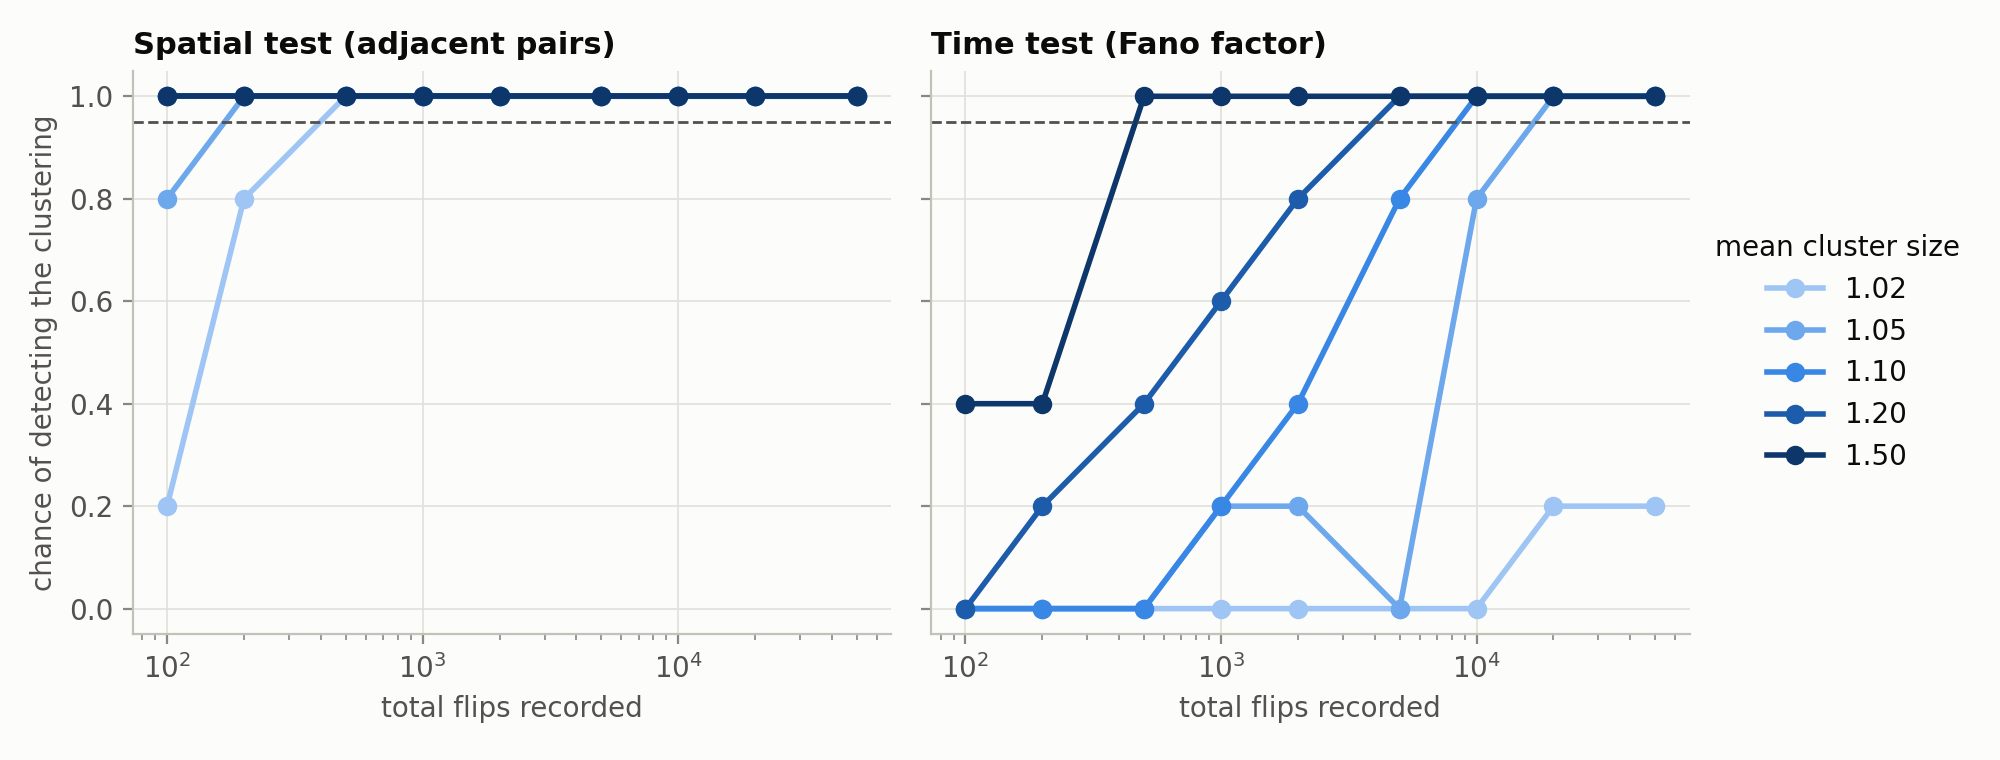 Spatial test (adjacent pairs)
Time test (Fano factor)
chance of detecting the clustering
1.0
0.8
0.6
0.4
0.2
0.0
10²
10³
10⁴
total flips recorded
10²
10³
10⁴
total flips recorded
mean cluster size
1.02
1.05
1.10
1.20
1.50